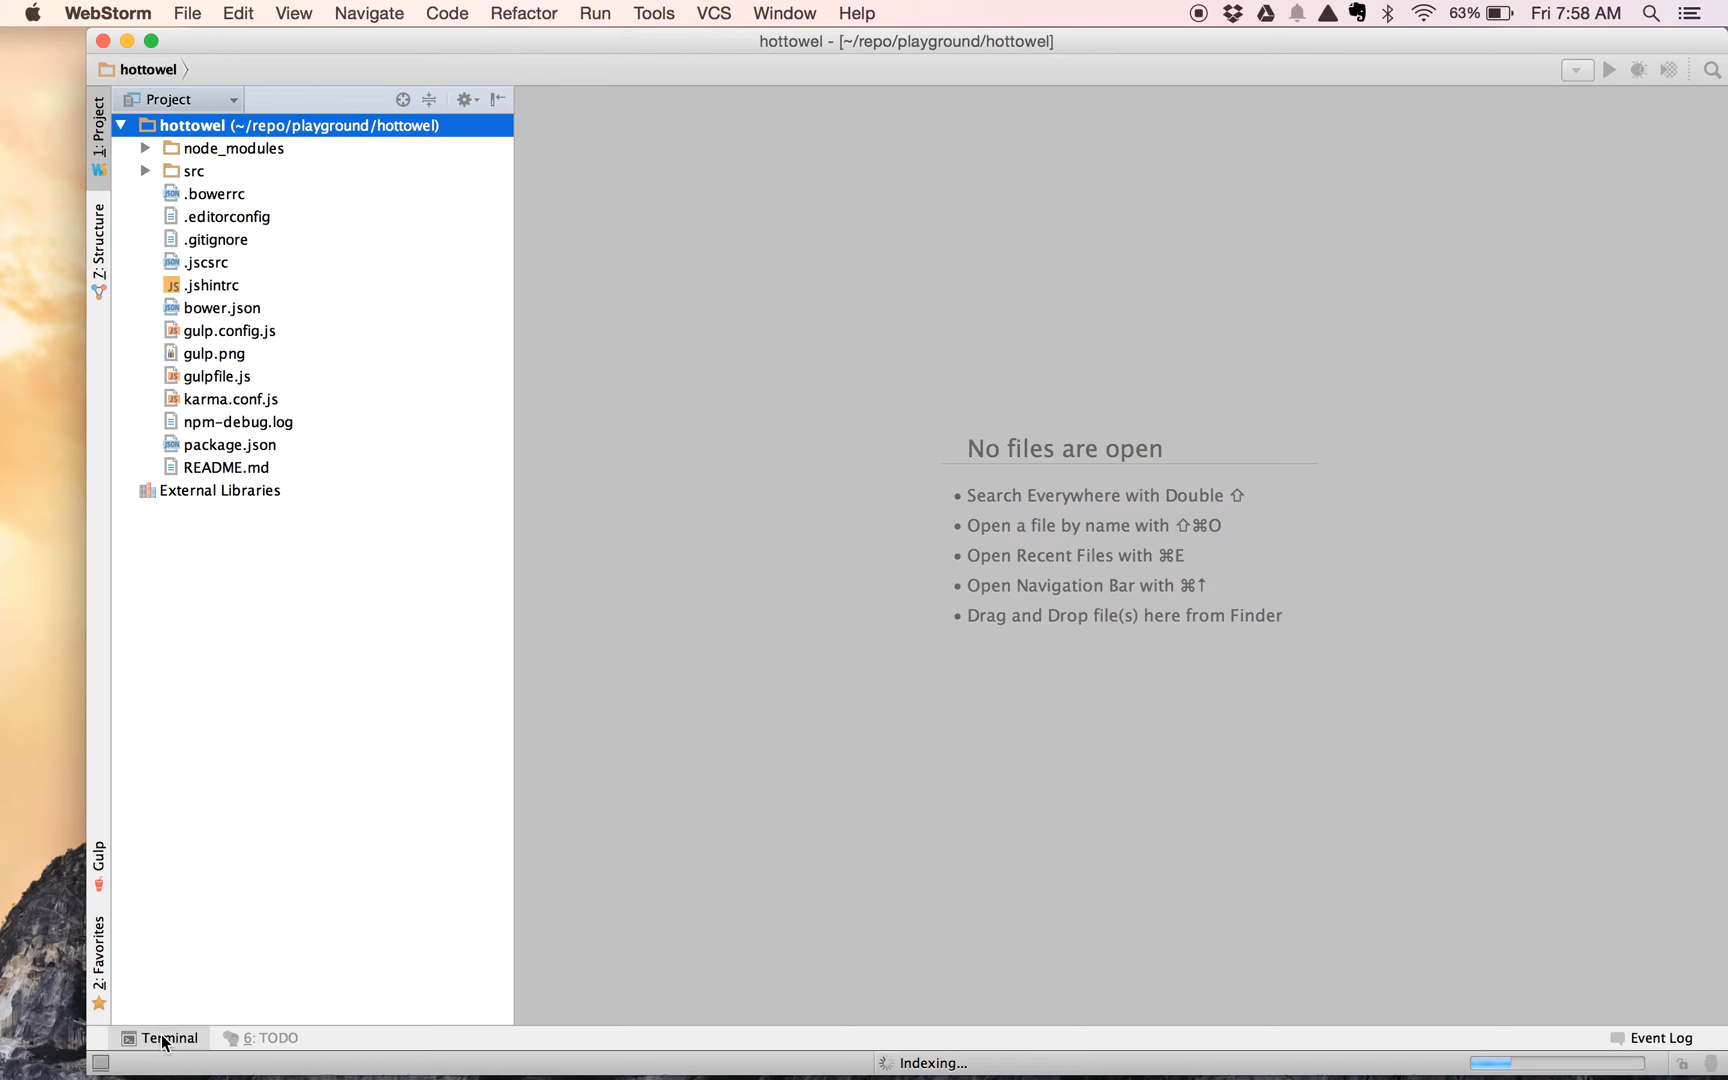 WebStorm File Edit View Navigate Code Refactor Run Tools VCS Window Help 63% Fri 7:58 AM
hottowel - [~/repo/playground/hottowel]
hottowel
Project
1: Project
hottowel (~/repo/playground/hottowel)
node_modules
src
.bowerrc
.editorconfig
.gitignore
.jscsrc
.jshintrc
bower.json
gulp.config.js
gulp.png
gulpfile.js
karma.conf.js
npm-debug.log
package.json
README.md
External Libraries
Z: Structure
Gulp
2: Favorites
No files are open
• Search Everywhere with Double ⇧
• Open a file by name with ⇧⌘O
• Open Recent Files with ⌘E
• Open Navigation Bar with ⌘↑
• Drag and Drop file(s) here from Finder
Terminal 6: TODO Event Log
Indexing...